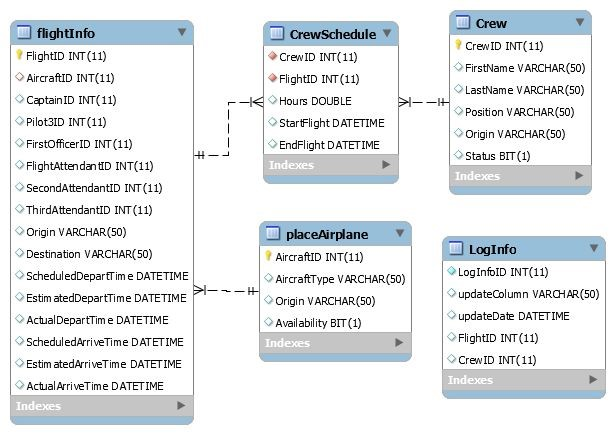 flightInfo
FlightID INT(11)
AircraftID INT(11)
CaptainID INT(11)
Pilot3ID INT(11)
FirstOfficerID INT(11)
FlightAttendantID INT(11)
SecondAttendantID INT(11)
ThirdAttendantID INT(11)
Origin VARCHAR(50)
Destination VARCHAR(50)
ScheduledDepartTime DATETIME
EstimatedDepartTime DATETIME
ActualDepartTime DATETIME
ScheduledArriveTime DATETIME
EstimatedArriveTime DATETIME
ActualArriveTime DATETIME
Indexes
CrewSchedule
CrewID INT(11)
FlightID INT(11)
Hours DOUBLE
StartFlight DATETIME
EndFlight DATETIME
Indexes
Crew
CrewID INT(11)
FirstName VARCHAR(50)
LastName VARCHAR(50)
Position VARCHAR(50)
Origin VARCHAR(50)
Status BIT(1)
Indexes
placeAirplane
AircraftID INT(11)
AircraftType VARCHAR(50)
Origin VARCHAR(50)
Availability BIT(1)
Indexes
LogInfo
LogInfoID INT(11)
updateColumn VARCHAR(50)
updateDate DATETIME
FlightID INT(11)
CrewID INT(11)
Indexes